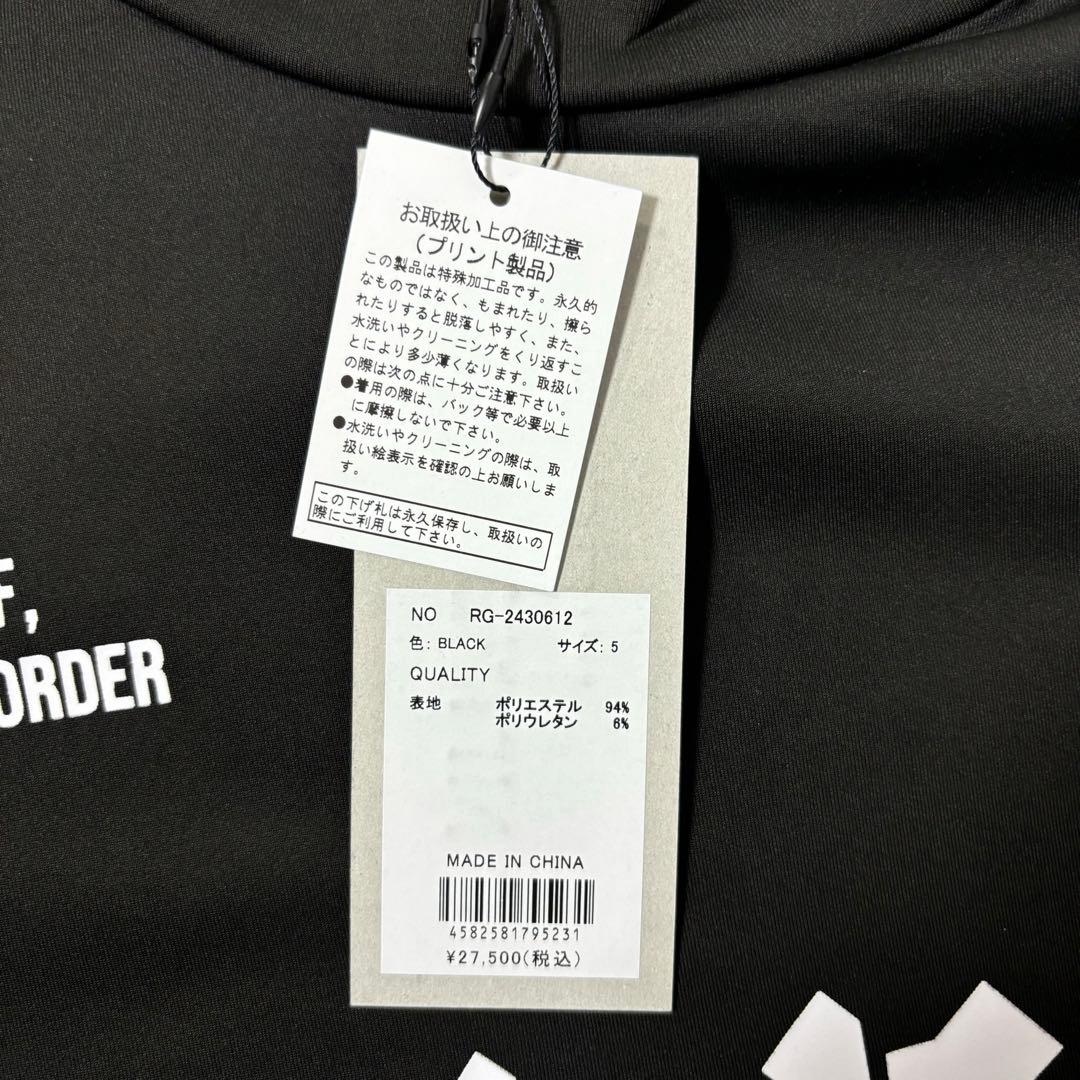 お取扱い上の御注意
(プリント製品)
この製品は特殊加工品です。永久的
なものではなく、もまれたり、擦ら
れたりすると脱落しやすく、また、
水洗いやクリーニングをくり返すこ
とにより多少薄くなります。取扱い
の際は次の点に十分ご注意下さい。
●着用の際は、バック等で必要以上
に摩擦しないで下さい。
●水洗いやクリーニングの際は、取
扱い絵表示を確認の上お願いしま
す。
この下げ札は永久保存し、取扱いの
際にご利用して下さい。
F,
ORDER
NO RG-2430612
色: BLACK サイズ: 5
QUALITY
表地 ポリエステル 94%
ポリウレタン 6%
MADE IN CHINA
4582581795231
¥27,500(税込)